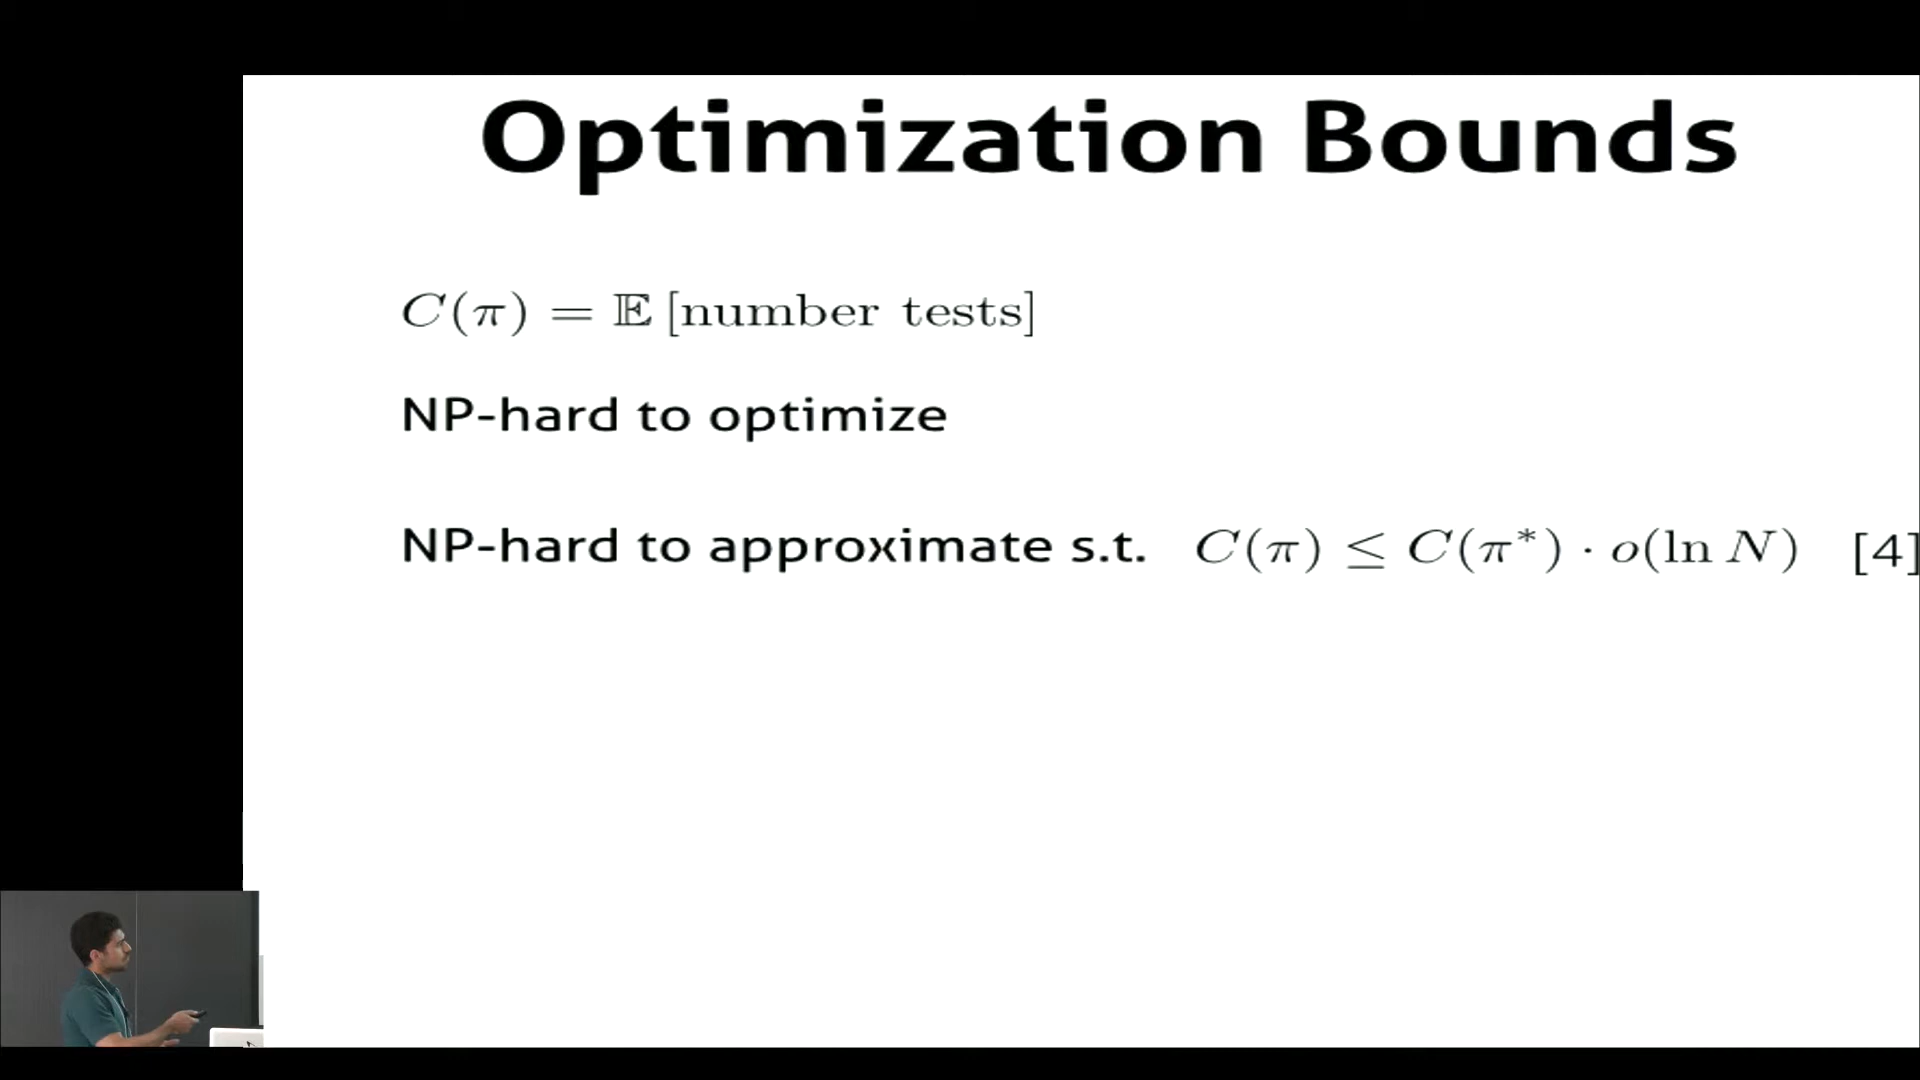 Optimization Bounds
C(π) = 𝔼 [number tests]
NP-hard to optimize
NP-hard to approximate s.t. C(π) ≤ C(π*) · o(ln N) [4]